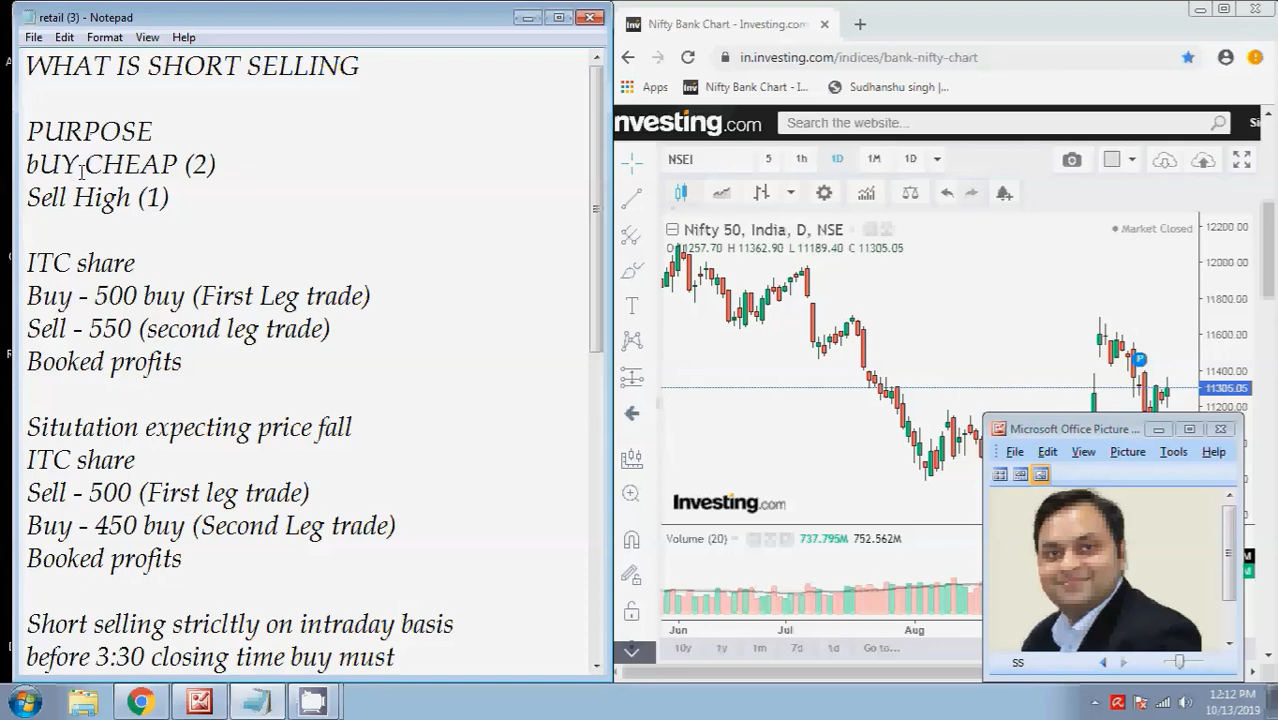 retail (3) - Notepad
File Edit Format View Help
WHAT IS SHORT SELLING
PURPOSE
bUY CHEAP (2)
Sell High (1)
ITC share
Buy - 500 buy (First Leg trade)
Sell - 550 (second leg trade)
Booked profits
Situtation expecting price fall
ITC share
Sell - 500 (First leg trade)
Buy - 450 buy (Second Leg trade)
Booked profits
Short selling stricltly on intraday basis
before 3:30 closing time buy must
Nifty Bank Chart - Investing.com
in.investing.com/indices/bank-nifty-chart
Apps Nifty Bank Chart - I... Sudhanshu singh |...
Investing.com Search the website...
NSEI 5 1h 1D 1M 1D
Nifty 50, India, D, NSE
Market Closed
O 11257.70 H 11362.90 L 11189.40 C 11305.05
12200.00
12000.00
11800.00
11600.00
11400.00
11305.05
11200.00
Investing.com
Volume (20) 737.795M 752.562M
Jun Jul Aug
10y 1y 1m 7d 1d Go to...
Microsoft Office Picture ...
File Edit View Picture Tools Help
SS
12:12 PM
10/13/2019